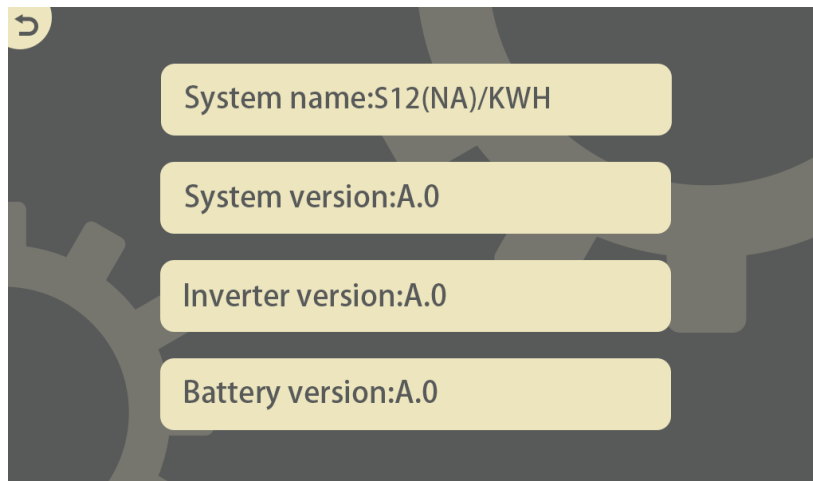 System name:S12(NA)/KWH
System version:A.0
Inverter version:A.0
Battery version:A.0